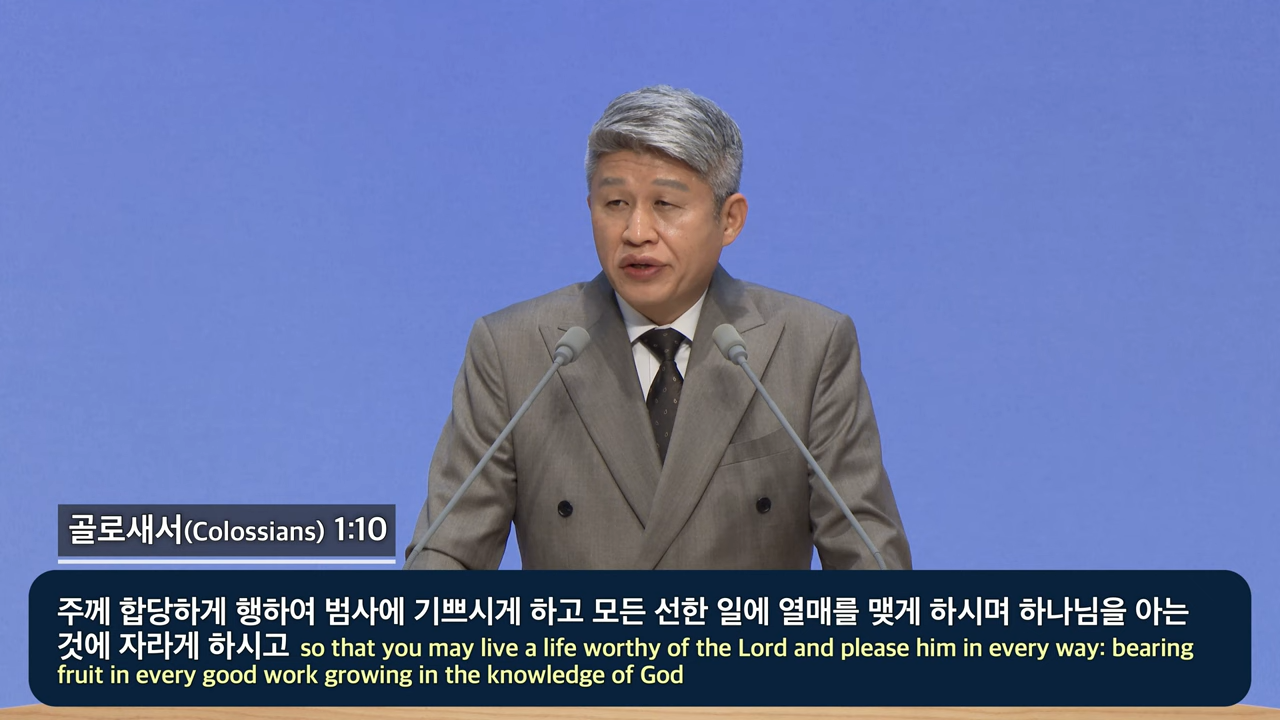 골로새서(Colossians) 1:10
주께 합당하게 행하여 범사에 기쁘시게 하고 모든 선한 일에 열매를 맺게 하시며 하나님을 아는
것에 자라게 하시고 so that you may live a life worthy of the Lord and please him in every way: bearing
fruit in every good work growing in the knowledge of God